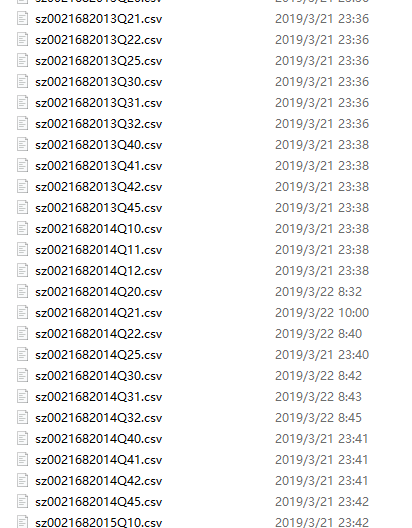 sz0021682013Q21.csv 2019/3/21 23:36
sz0021682013Q22.csv 2019/3/21 23:36
sz0021682013Q25.csv 2019/3/21 23:36
sz0021682013Q30.csv 2019/3/21 23:36
sz0021682013Q31.csv 2019/3/21 23:36
sz0021682013Q32.csv 2019/3/21 23:36
sz0021682013Q40.csv 2019/3/21 23:38
sz0021682013Q41.csv 2019/3/21 23:38
sz0021682013Q42.csv 2019/3/21 23:38
sz0021682013Q45.csv 2019/3/21 23:38
sz0021682014Q10.csv 2019/3/21 23:38
sz0021682014Q11.csv 2019/3/21 23:38
sz0021682014Q12.csv 2019/3/21 23:38
sz0021682014Q20.csv 2019/3/22 8:32
sz0021682014Q21.csv 2019/3/22 10:00
sz0021682014Q22.csv 2019/3/22 8:40
sz0021682014Q25.csv 2019/3/21 23:40
sz0021682014Q30.csv 2019/3/22 8:42
sz0021682014Q31.csv 2019/3/22 8:43
sz0021682014Q32.csv 2019/3/22 8:45
sz0021682014Q40.csv 2019/3/21 23:41
sz0021682014Q41.csv 2019/3/21 23:41
sz0021682014Q42.csv 2019/3/21 23:41
sz0021682014Q45.csv 2019/3/21 23:42
sz0021682015Q10.csv 2019/3/21 23:42